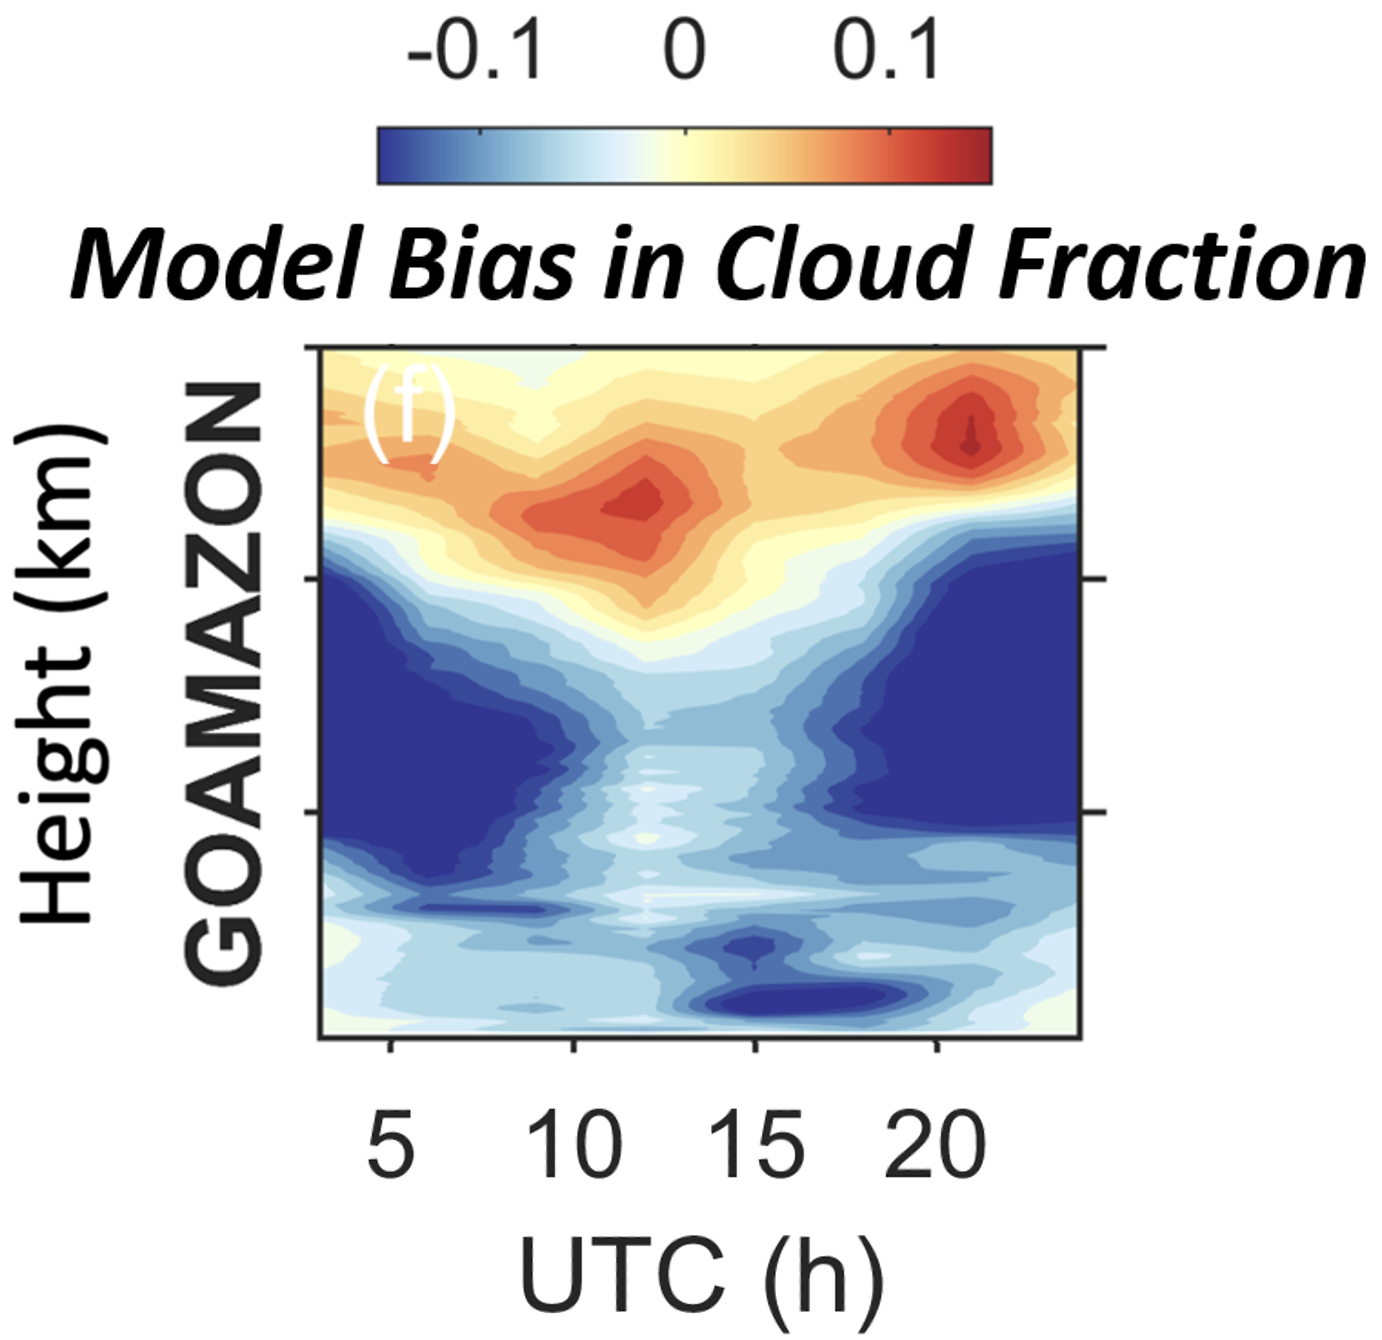 -0.1 0 0.1
Model Bias in Cloud Fraction
Height (km)
GOAMAZON
(f)
5 10 15 20
UTC (h)